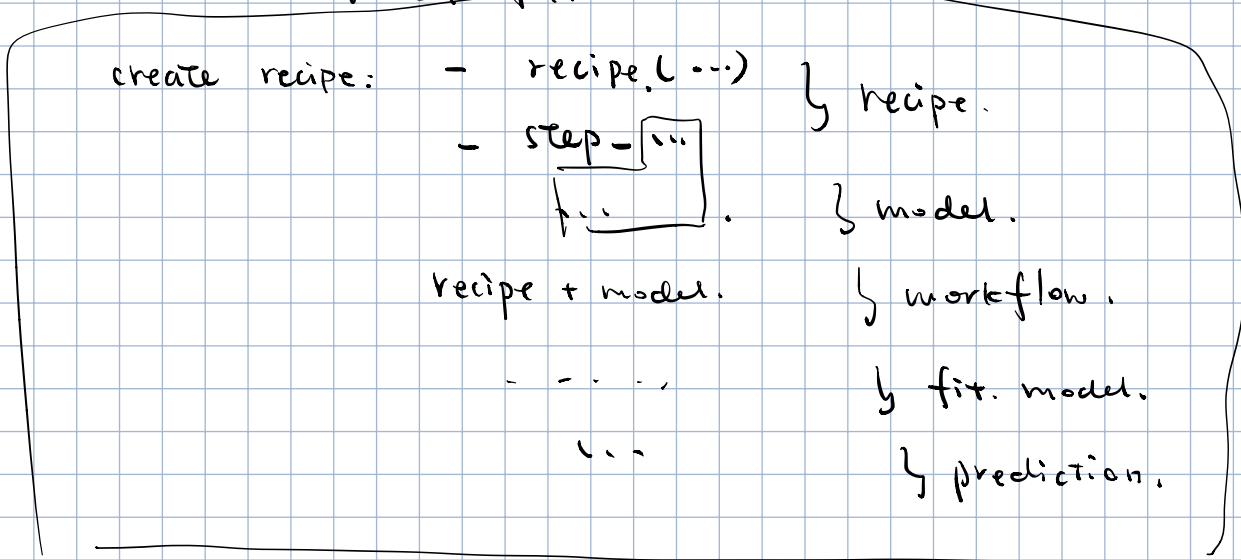 create recipe: - recipe(...) } recipe.
- step_...
... } model.
recipe + model. } workflow.
- - . . , } fit. model.
... } prediction.